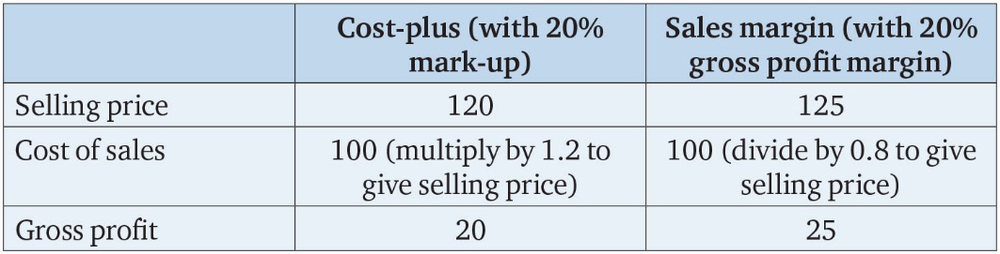 Cost-plus (with 20% mark-up)
Sales margin (with 20% gross profit margin)
Selling price 120 125
Cost of sales 100 (multiply by 1.2 to give selling price) 100 (divide by 0.8 to give selling price)
Gross profit 20 25